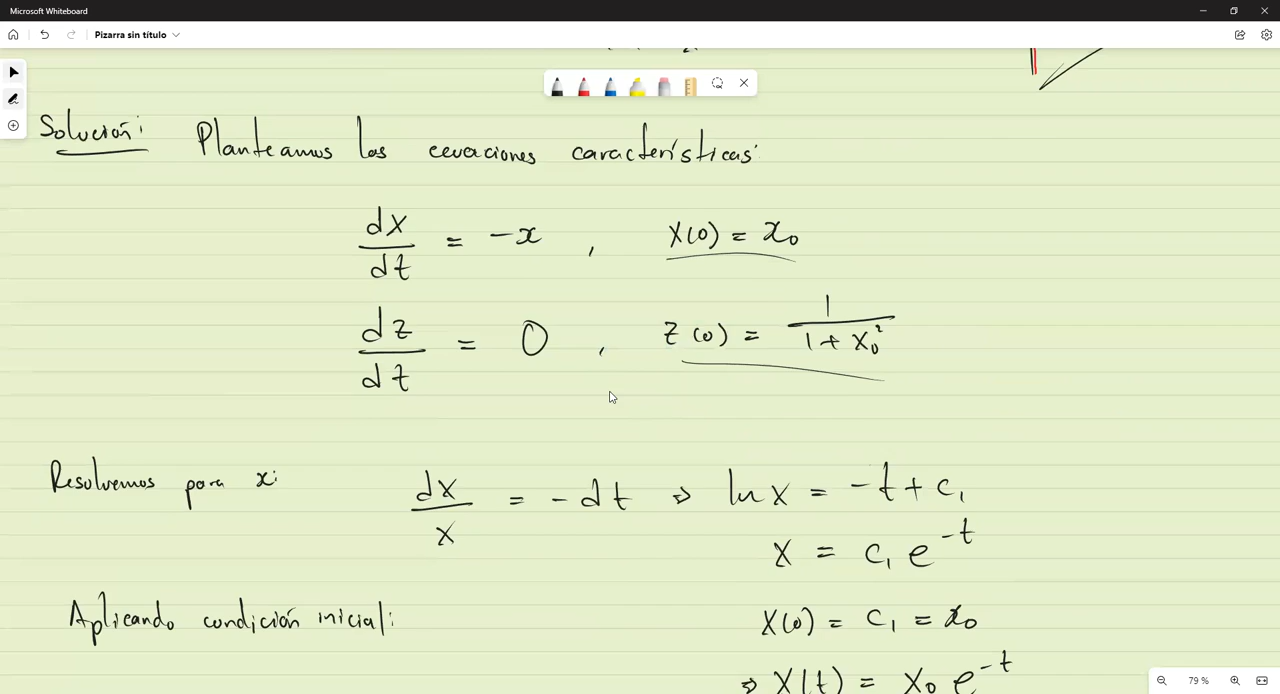 Microsoft Whiteboard
Pizarra sin título
Solución: Planteamos las ecuaciones características:
dx/dt = -x , X(0) = x₀
dz/dt = 0 , z(0) = 1/(1 + x₀²)
Resolvemos para x: dx/x = -dt ⇒ ln x = -t + c₁
x = c₁ e^-t
Aplicando condición inicial: X(0) = c₁ = x₀
⇒ X(t) = x₀ e^-t
79 %